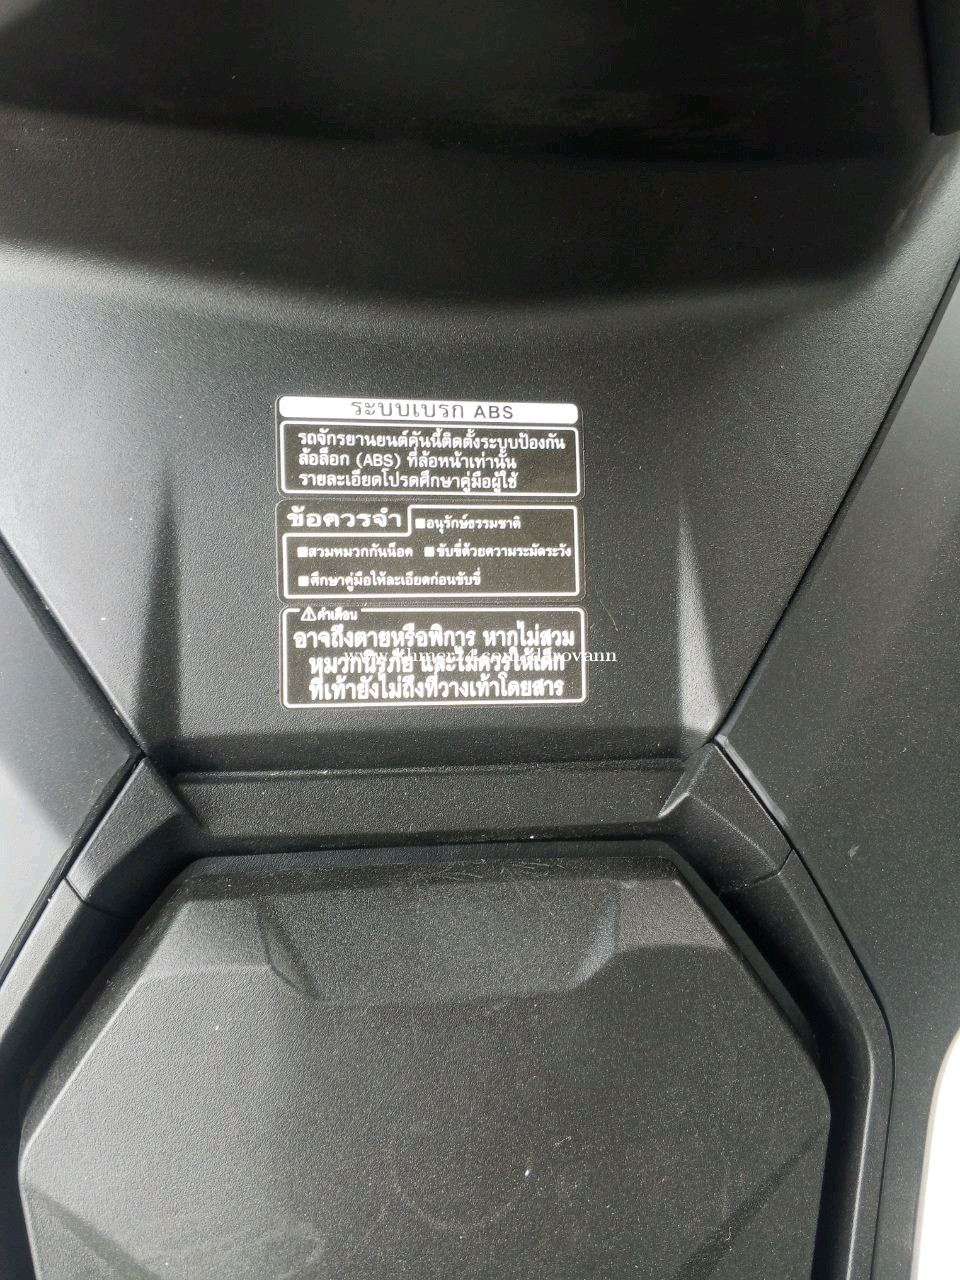 ระบบเบรก ABS
รถจักรยานยนต์คันนี้ติดตั้งระบบป้องกัน
ล้อล็อก (ABS) ที่ล้อหน้าเท่านั้น
รายละเอียดโปรดศึกษาคู่มือผู้ใช้
ข้อควรจำ ■อนุรักษ์ธรรมชาติ
■สวมหมวกกันน็อค ■ขับขี่ด้วยความระมัดระวัง
■ศึกษาคู่มือให้ละเอียดก่อนขับขี่
⚠คำเตือน
อาจถึงตายหรือพิการ หากไม่สวม
หมวกนิรภัย และไม่ควรให้เด็ก
ที่เท้ายังไม่ถึงที่วางเท้าโดยสาร